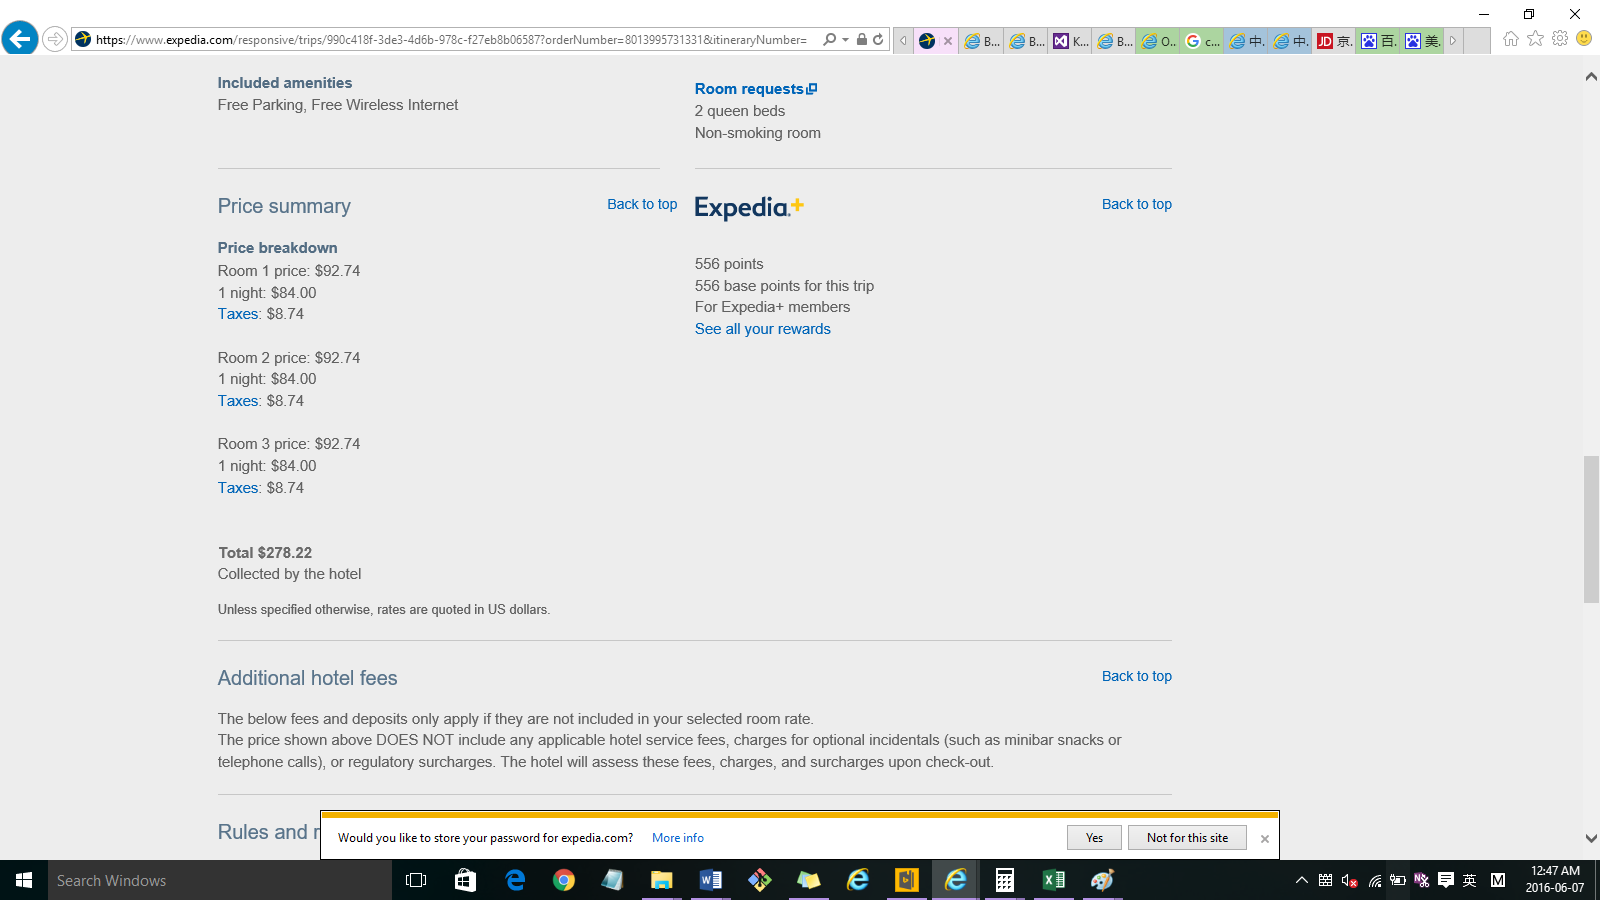 https://www.expedia.com/responsive/trips/990c418f-3de3-4d6b-978c-f27eb8b06587?orderNumber=8013995731331&itineraryNumber=
B...
B...
K...
B...
O..
c...
中.
中.
JD 京.
百.
美.
Included amenities
Free Parking, Free Wireless Internet
Room requests
2 queen beds
Non-smoking room
Price summary
Back to top
Price breakdown
Room 1 price: $92.74
1 night: $84.00
Taxes: $8.74
Room 2 price: $92.74
1 night: $84.00
Taxes: $8.74
Room 3 price: $92.74
1 night: $84.00
Taxes: $8.74
Total $278.22
Collected by the hotel
Unless specified otherwise, rates are quoted in US dollars.
Expedia+
Back to top
556 points
556 base points for this trip
For Expedia+ members
See all your rewards
Additional hotel fees
Back to top
The below fees and deposits only apply if they are not included in your selected room rate.
The price shown above DOES NOT include any applicable hotel service fees, charges for optional incidentals (such as minibar snacks or
telephone calls), or regulatory surcharges. The hotel will assess these fees, charges, and surcharges upon check-out.
Rules and r
Would you like to store your password for expedia.com?
More info
Yes
Not for this site
Search Windows
英
M
12:47 AM
2016-06-07